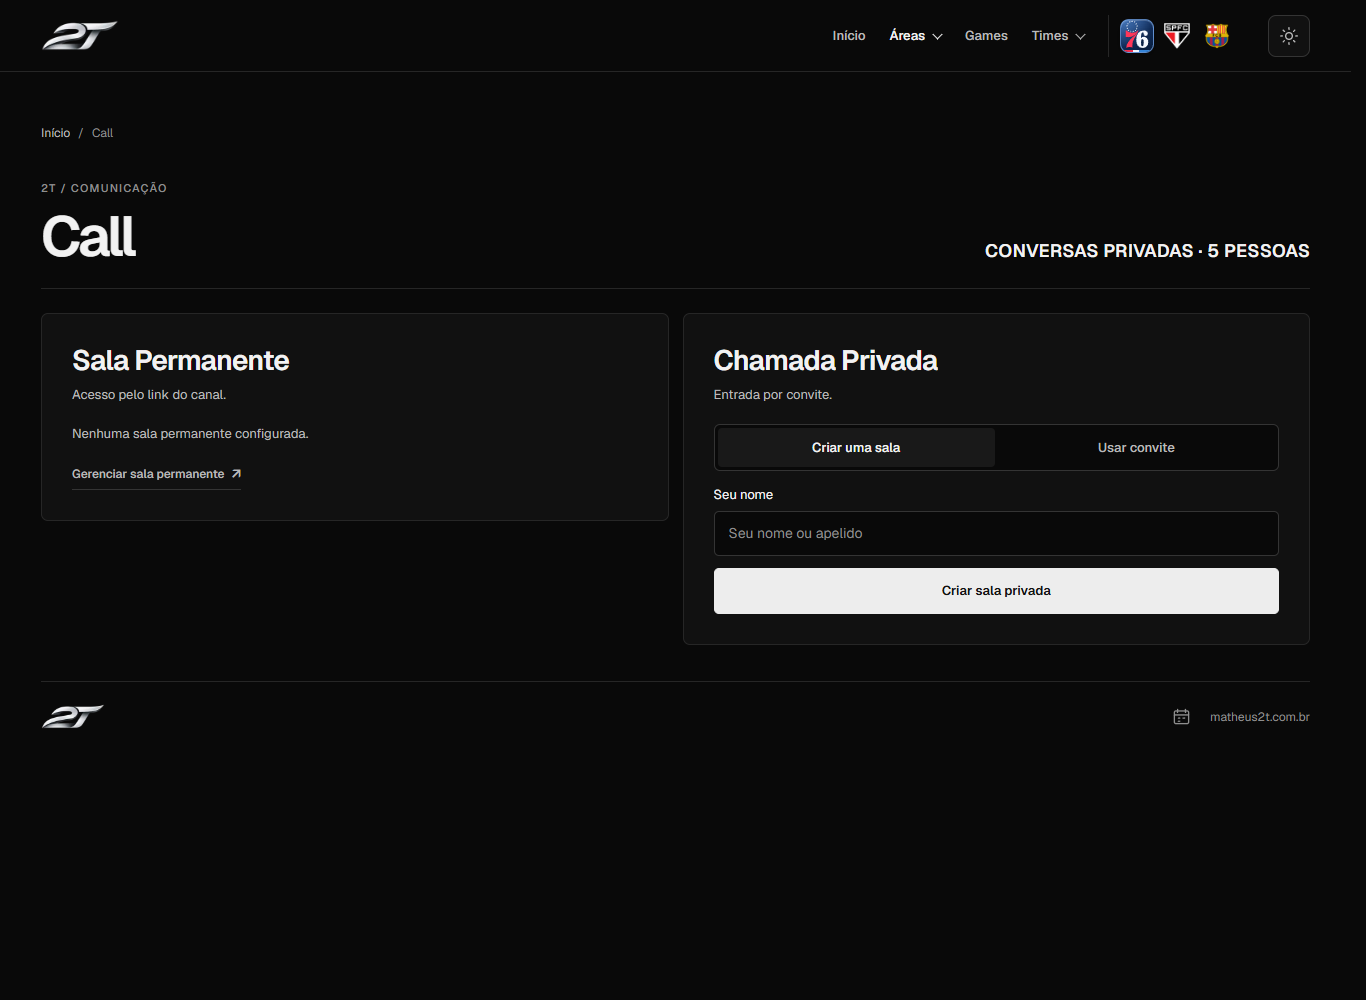 2T
Início
Áreas
Games
Times
76
SPFC
Início / Call
2T / COMUNICAÇÃO
Call
CONVERSAS PRIVADAS · 5 PESSOAS
Sala Permanente
Acesso pelo link do canal.
Nenhuma sala permanente configurada.
Gerenciar sala permanente
Chamada Privada
Entrada por convite.
Criar uma sala
Usar convite
Seu nome
Seu nome ou apelido
Criar sala privada
2T
matheus2t.com.br